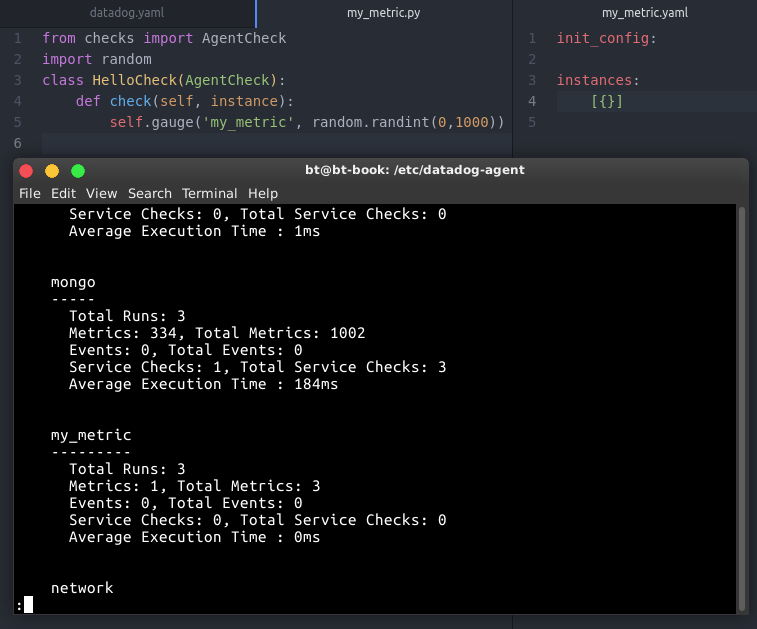 datadog.yaml
my_metric.py
1 from checks import AgentCheck
2 import random
3 class HelloCheck(AgentCheck):
4 def check(self, instance):
5 self.gauge('my_metric', random.randint(0,1000))
6
my_metric.yaml
1 init_config:
2
3 instances:
4 [{}]
5
bt@bt-book: /etc/datadog-agent
File Edit View Search Terminal Help
Service Checks: 0, Total Service Checks: 0
Average Execution Time : 1ms
mongo
-----
Total Runs: 3
Metrics: 334, Total Metrics: 1002
Events: 0, Total Events: 0
Service Checks: 1, Total Service Checks: 3
Average Execution Time : 184ms
my_metric
---------
Total Runs: 3
Metrics: 1, Total Metrics: 3
Events: 0, Total Events: 0
Service Checks: 0, Total Service Checks: 0
Average Execution Time : 0ms
network
: